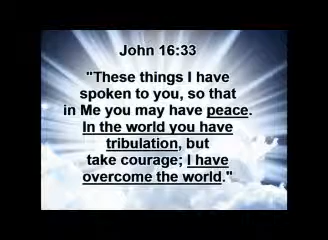 John 16:33
"These things I have
spoken to you, so that
in Me you may have peace.
In the world you have
tribulation, but
take courage; I have
overcome the world."